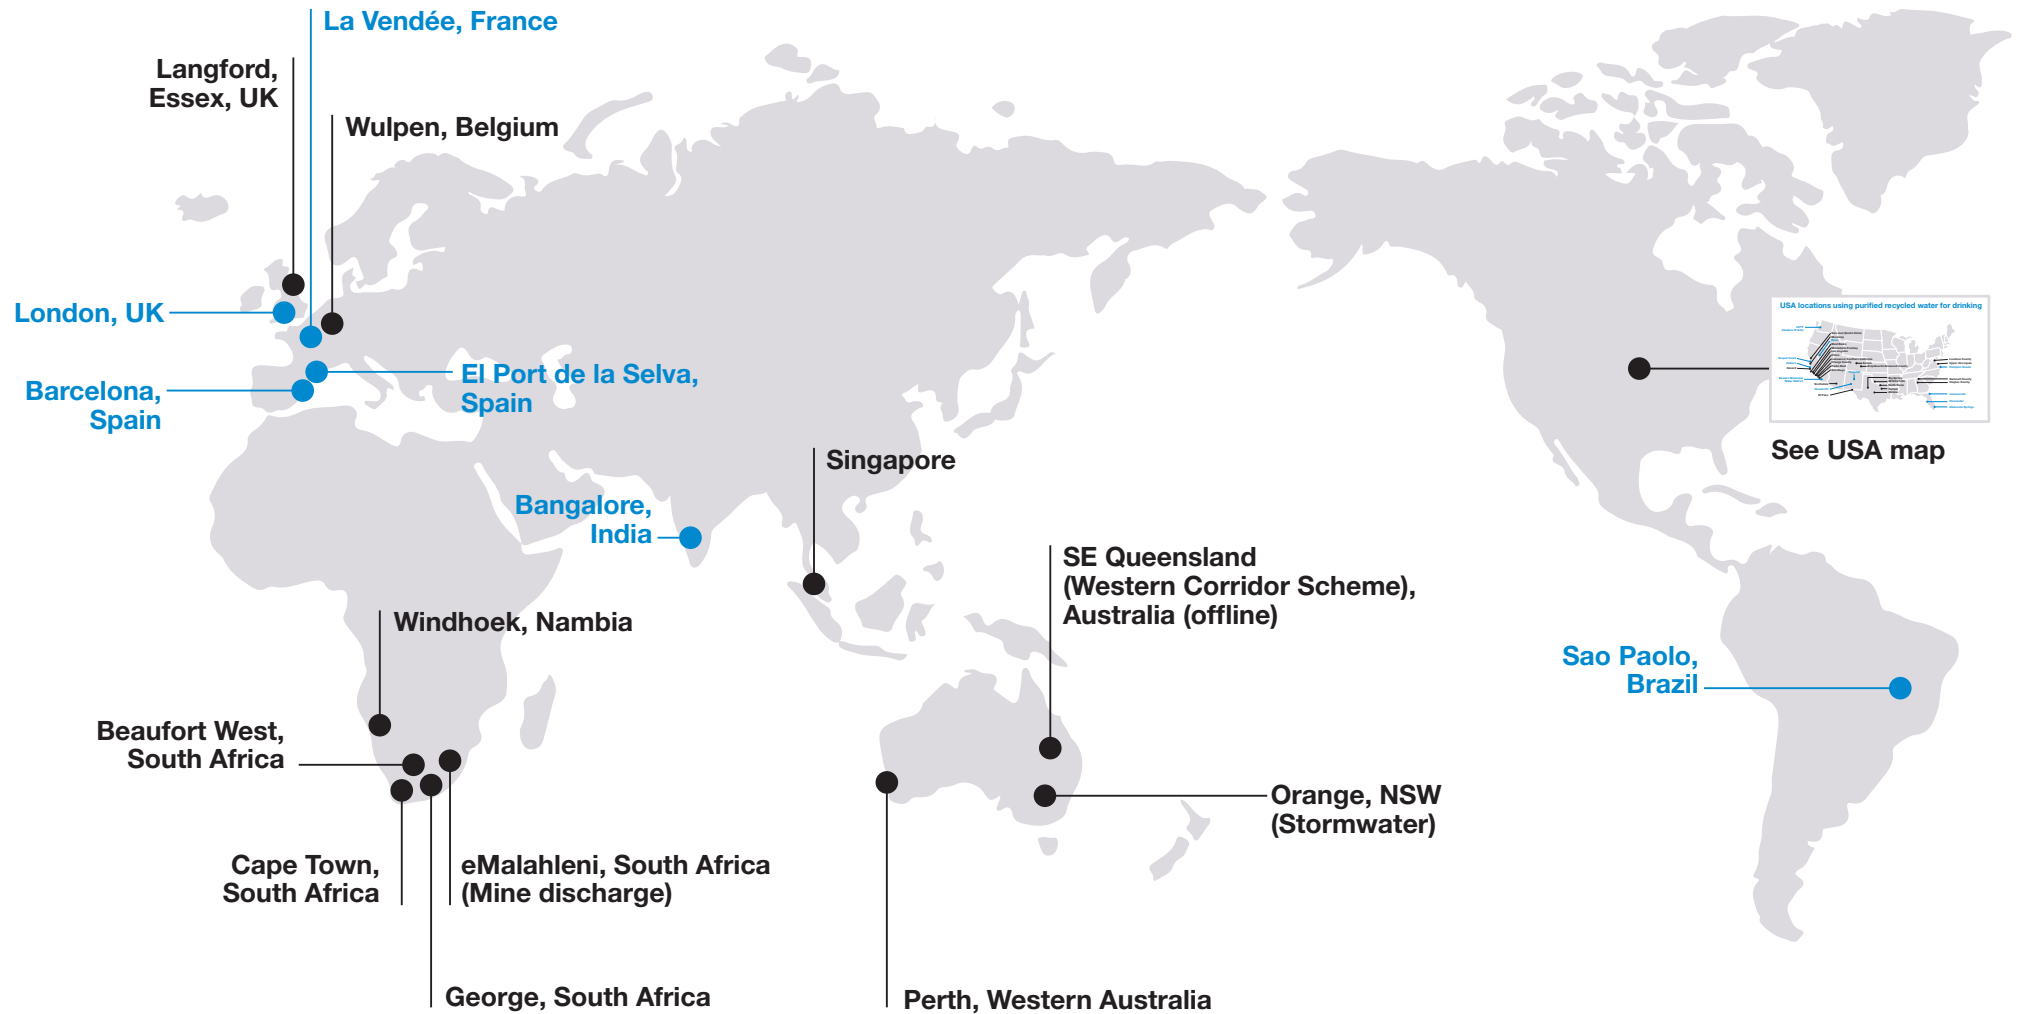 La Vendée, France
Langford,
Essex, UK
Wulpen, Belgium
London, UK
Barcelona,
Spain
El Port de la Selva,
Spain
Bangalore,
India
Singapore
SE Queensland
(Western Corridor Scheme),
Australia (offline)
Windhoek, Nambia
Beaufort West,
South Africa
Cape Town,
South Africa
eMalahleni, South Africa
(Mine discharge)
George, South Africa
Perth, Western Australia
Orange, NSW
(Stormwater)
USA locations using purified recycled water for drinking
See USA map
Sao Paolo,
Brazil